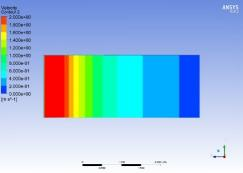 Velocity
Contour 2
2.000e+00
1.800e+00
1.600e+00
1.400e+00
1.200e+00
1.000e+00
8.000e-01
6.000e-01
4.000e-01
2.000e-01
0.000e+00
[m s^-1]
ANSYS